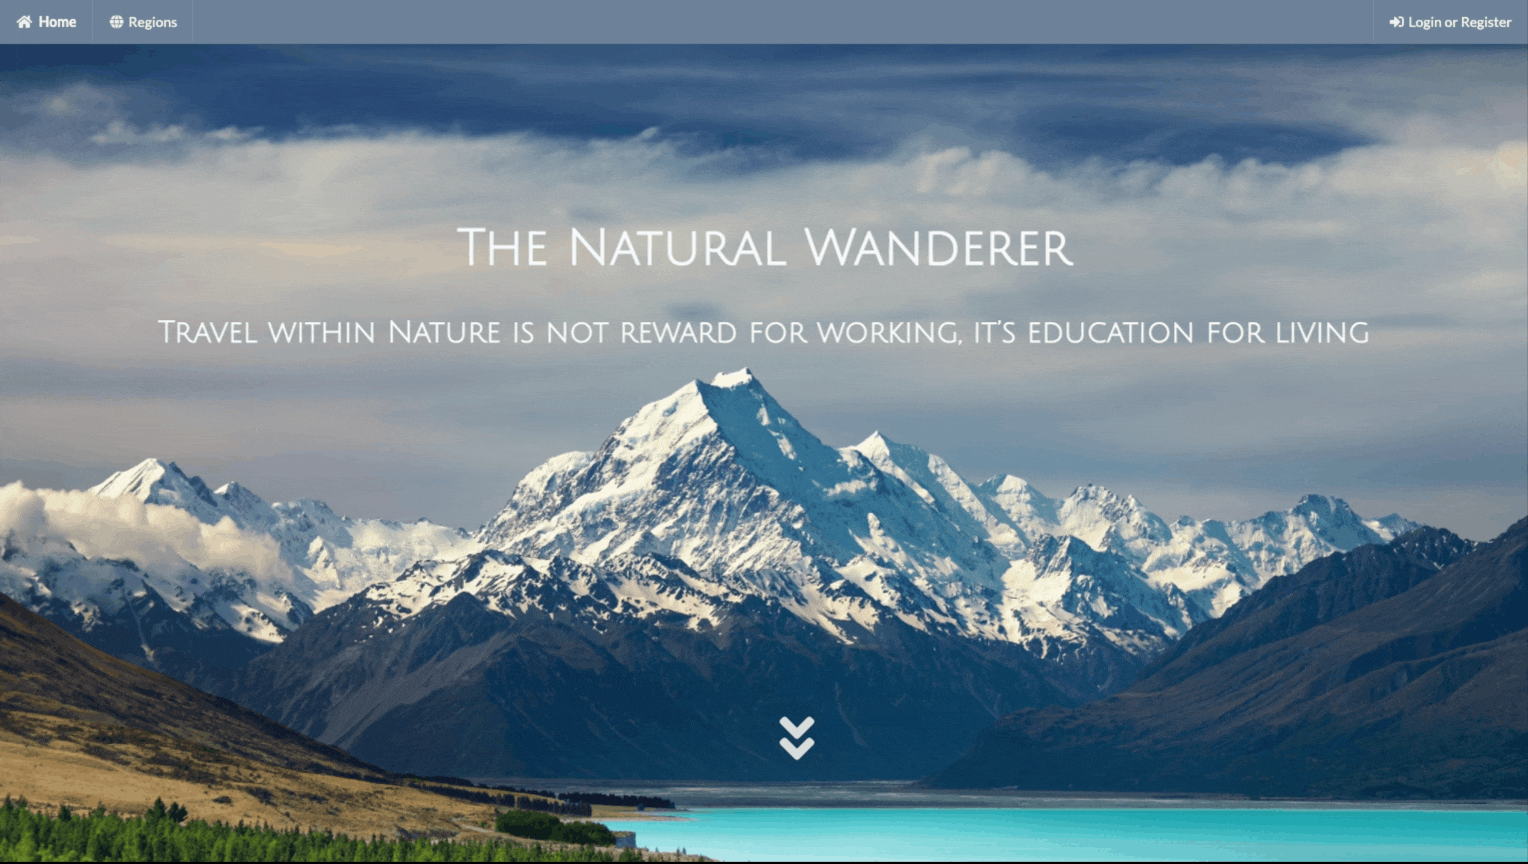 Home Regions Login or Register
The Natural Wanderer
Travel within Nature is not reward for working, it's education for living